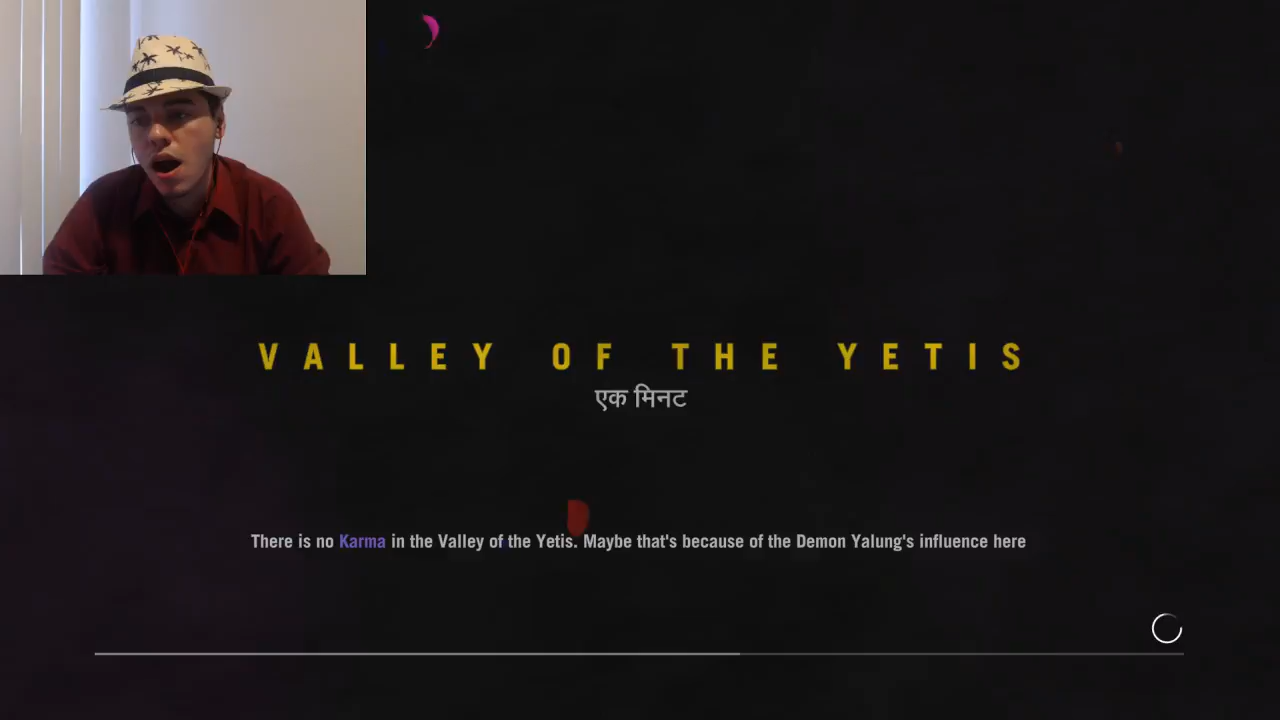 VALLEY OF THE YETIS
एक मिनट
There is no Karma in the Valley of the Yetis. Maybe that's because of the Demon Yalung's influence here